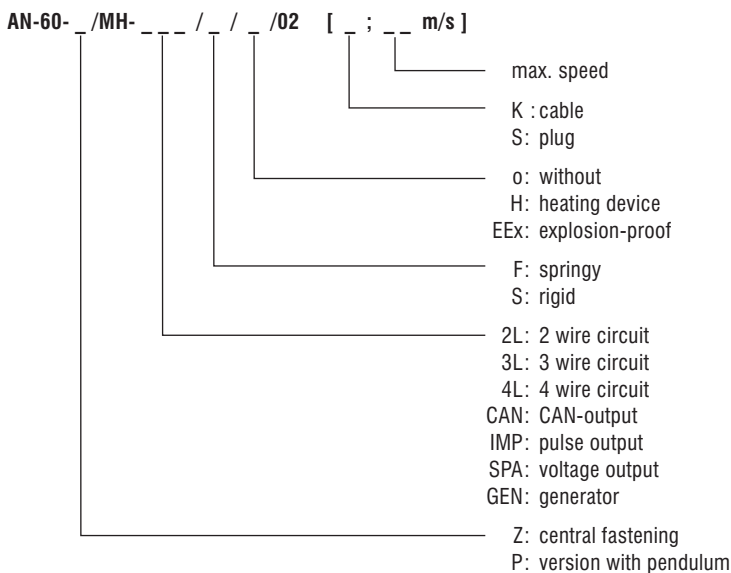 AN-60- _ /MH- _ _ _ / _ / _ /02 [ _ ; _ _ m/s ]
max. speed
K : cable
S: plug
o: without
H: heating device
EEx: explosion-proof
F: springy
S: rigid
2L: 2 wire circuit
3L: 3 wire circuit
4L: 4 wire circuit
CAN: CAN-output
IMP: pulse output
SPA: voltage output
GEN: generator
Z: central fastening
P: version with pendulum